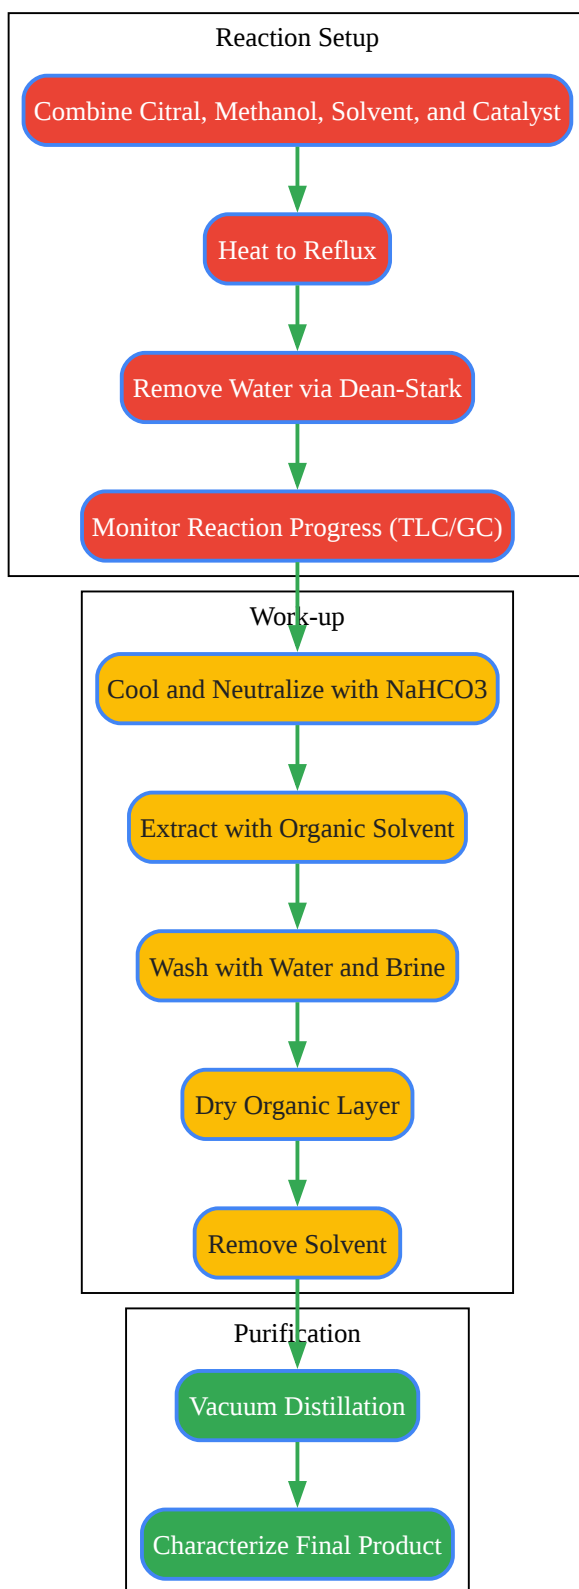 Reaction Setup
Combine Citral, Methanol, Solvent, and Catalyst
Heat to Reflux
Remove Water via Dean-Stark
Monitor Reaction Progress (TLC/GC)
Work-up
Cool and Neutralize with NaHCO3
Extract with Organic Solvent
Wash with Water and Brine
Dry Organic Layer
Remove Solvent
Purification
Vacuum Distillation
Characterize Final Product